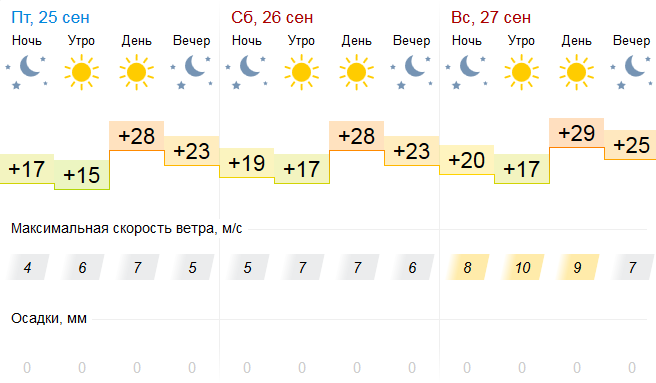 Пт, 25 сен Сб, 26 сен Вс, 27 сен
Ночь Утро День Вечер Ночь Утро День Вечер Ночь Утро День Вечер
+17 +15 +28 +23 +19 +17 +28 +23 +20 +17 +29 +25
Максимальная скорость ветра, м/с
4 6 7 5 5 7 7 6 8 10 9 7
Осадки, мм
0 0 0 0 0 0 0 0 0 0 0 0